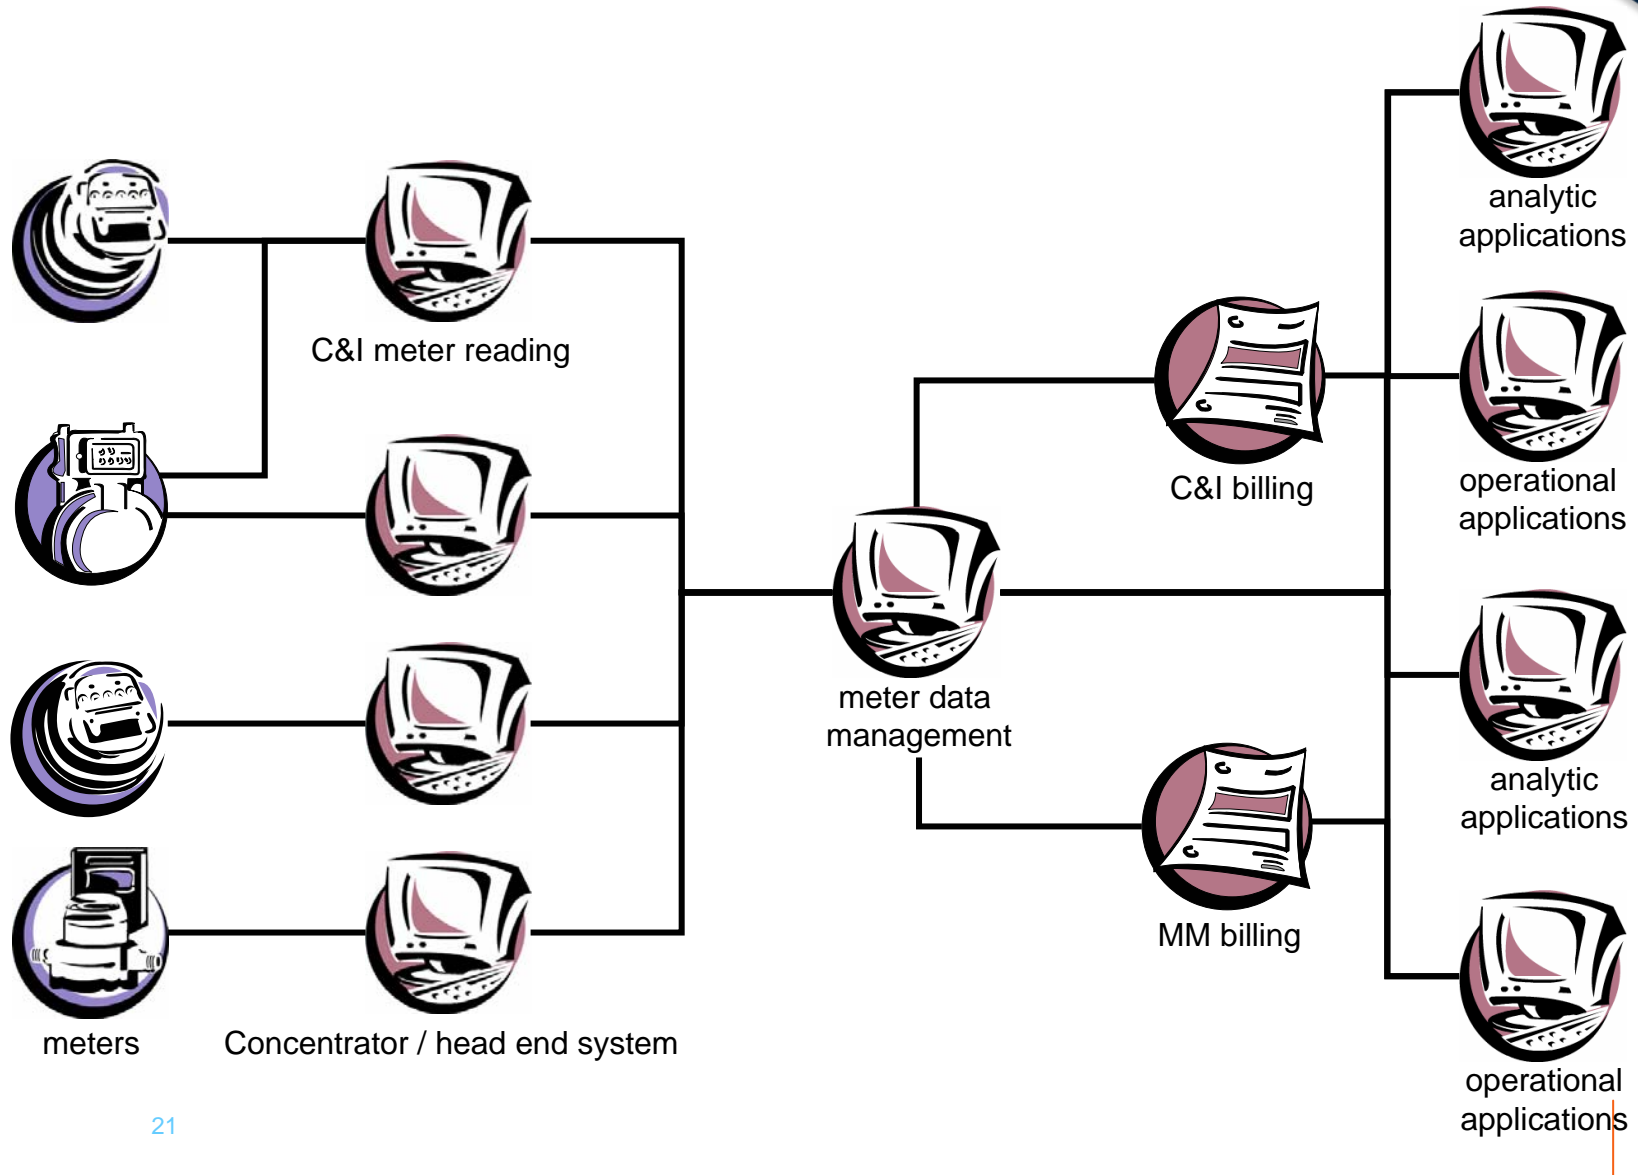 analytic
applications
C&I meter reading
operational
applications
C&I billing
meter data
management
analytic
applications
MM billing
meters
Concentrator / head end system
operational
applications
21